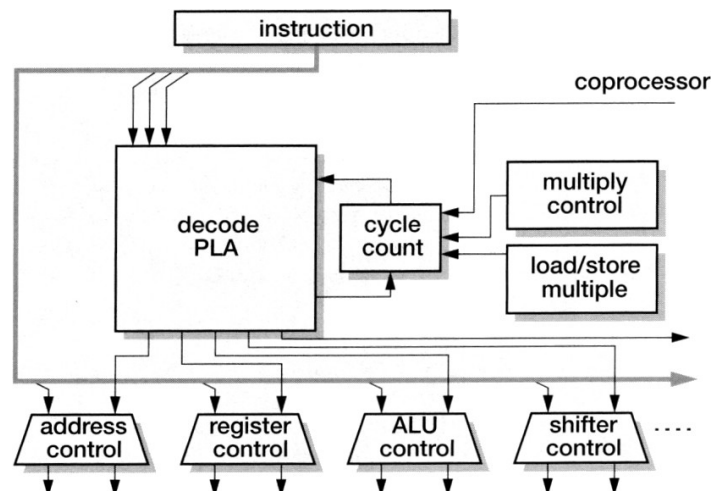 instruction
coprocessor
decode
PLA
cycle
count
multiply
control
load/store
multiple
address
control
register
control
ALU
control
shifter
control